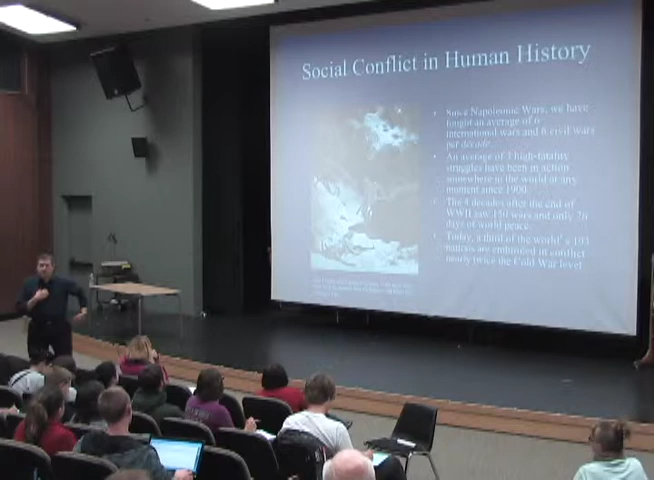 Social Conflict in Human History
• Since Napoleonic Wars, we have
fought an average of 6
international wars and 6 civil wars
per decade.
• An average of 3 high-fatality
struggles have been in action
somewhere in the world at any
moment since 1900.
• The 4 decades after the end of
WWII saw 150 wars and only 26
days of world peace.
• Today, a third of the world's 193
nations are embroiled in conflict
nearly twice the Cold War level